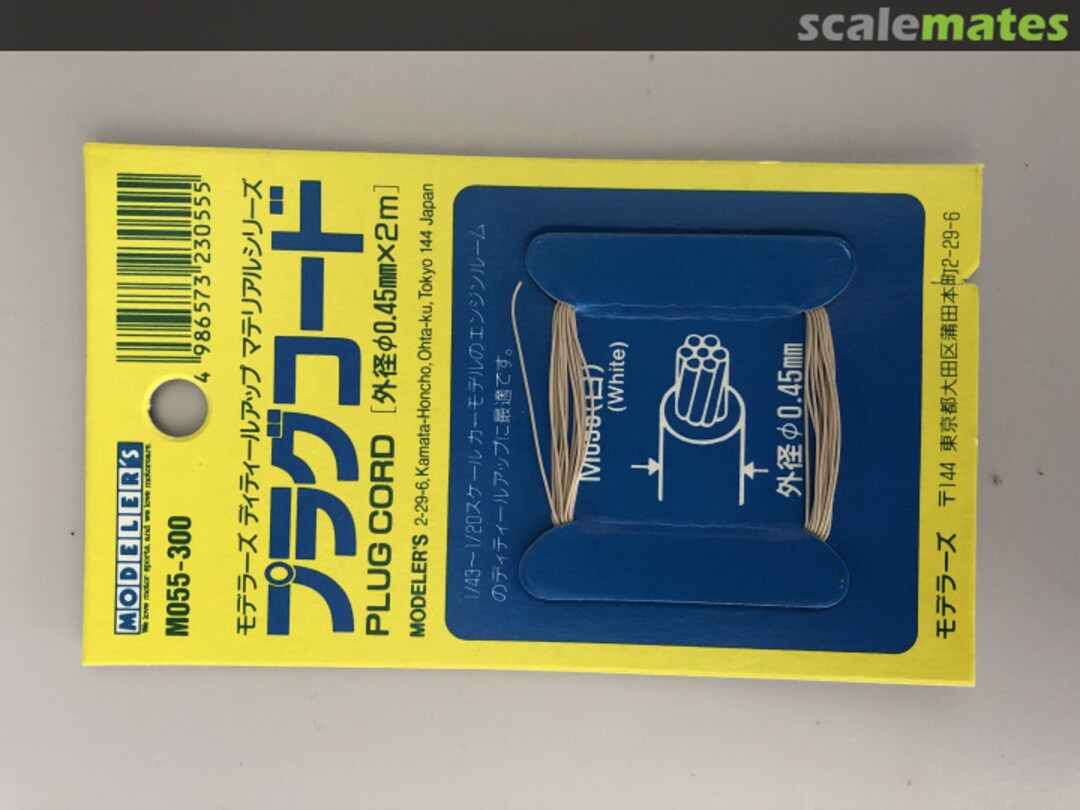 scalemates
4 986573 230555
MODELER'S
We love motor sports, and we love motorcars.
M055-300
モデラーズ ディティールアップ マテリアルシリーズ
プラグコード
PLUG CORD [外径φ0.45mm×2m]
MODELER'S 2-29-6, Kamata-Honcho, Ohta-ku, Tokyo 144 Japan
1/43〜1/20スケールカーモデルのエンジンルーム
のディティールアップに最適です。
(白)
(White)
外径φ0.45mm
モデラーズ 〒144 東京都大田区蒲田本町2-29-6